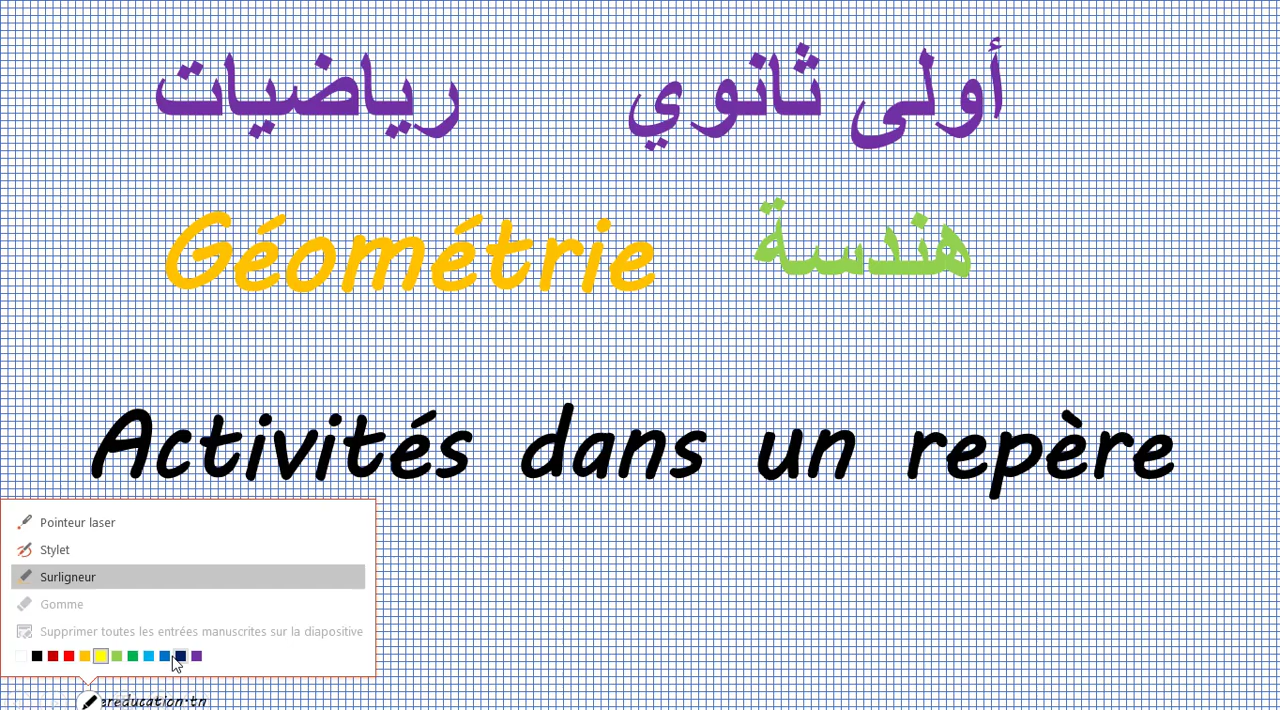 أولى ثانوي رياضيات
Géométrie هندسة
Activités dans un repère
Pointeur laser
Stylet
Surligneur
Gomme
Supprimer toutes les entrées manuscrites sur la diapositive